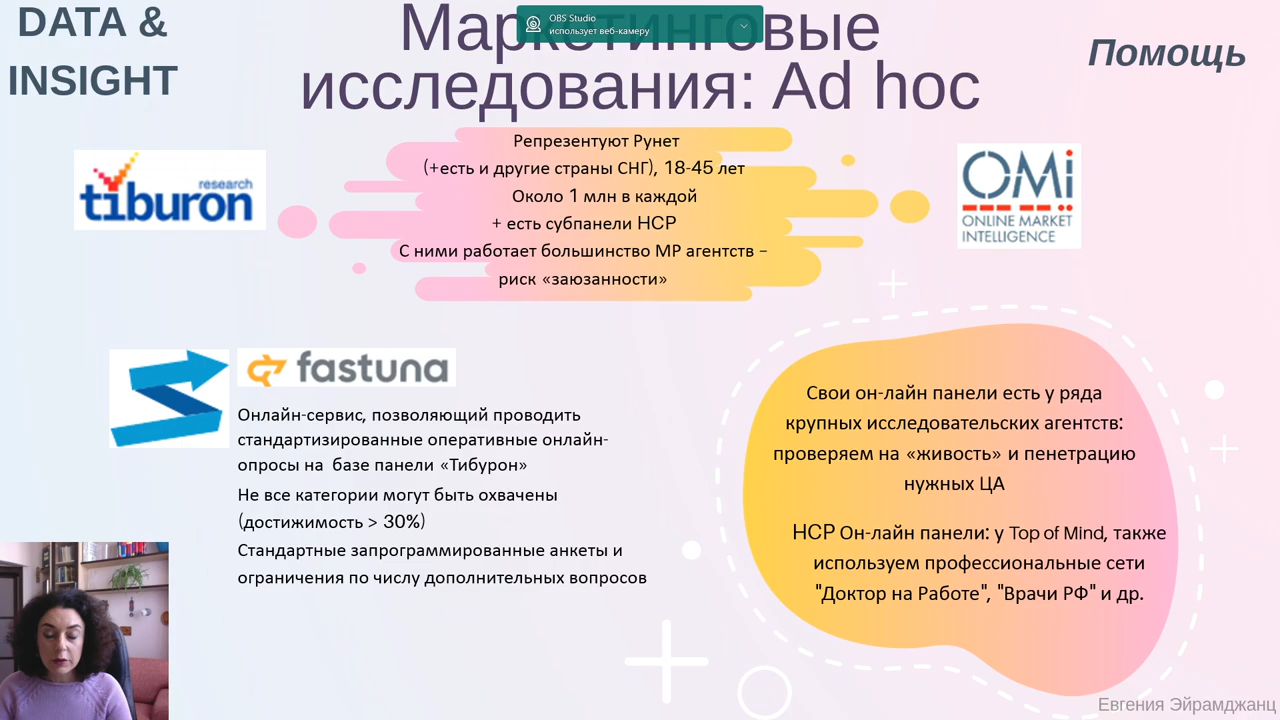 DATA &
INSIGHT
OBS Studio
использует веб-камеру
Маркетинговые
исследования: Ad hoc
Помощь
tiburon
research
Репрезентуют Рунет
(+есть и другие страны СНГ), 18-45 лет
Около 1 млн в каждой
+ есть субпанели НСР
С ними работает большинство МР агентств –
риск «заюзанности»
OMi
ONLINE MARKET
INTELLIGENCE
fastuna
Онлайн-сервис, позволяющий проводить
стандартизированные оперативные онлайн-
опросы на базе панели «Тибурон»
Не все категории могут быть охвачены
(достижимость > 30%)
Стандартные запрограммированные анкеты и
ограничения по числу дополнительных вопросов
Свои он-лайн панели есть у ряда
крупных исследовательских агентств:
проверяем на «живость» и пенетрацию
нужных ЦА
НСР Он-лайн панели: у Top of Mind, также
используем профессиональные сети
"Доктор на Работе", "Врачи РФ" и др.
Евгения Эйрамджанц